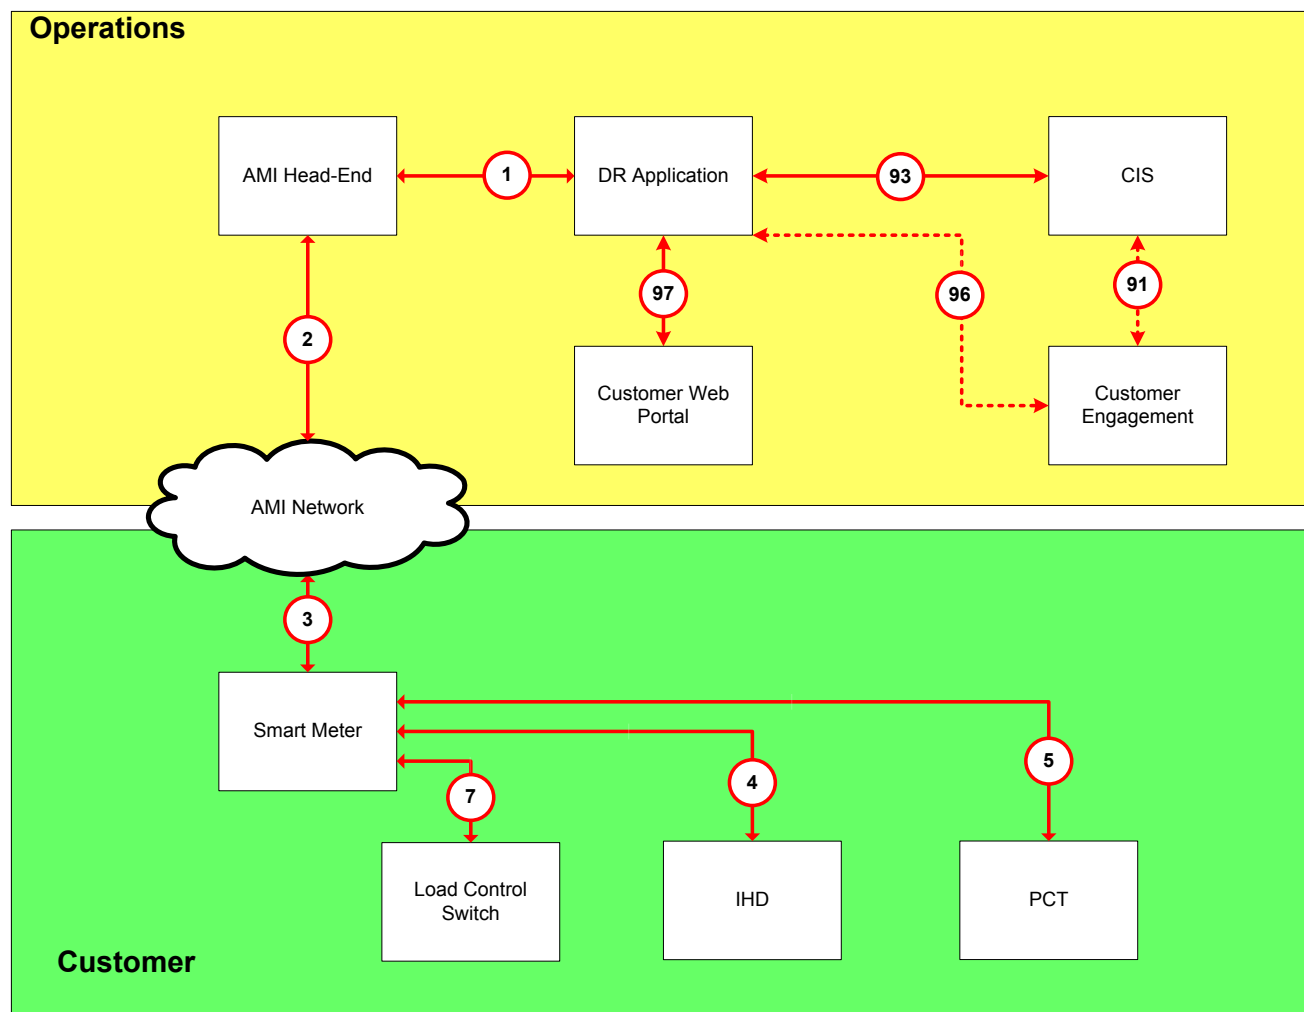 Operations
AMI Head-End
1
DR Application
93
CIS
97
96
91
2
Customer Web
Portal
Customer
Engagement
AMI Network
3
Smart Meter
7
4
5
Load Control
Switch
IHD
PCT
Customer